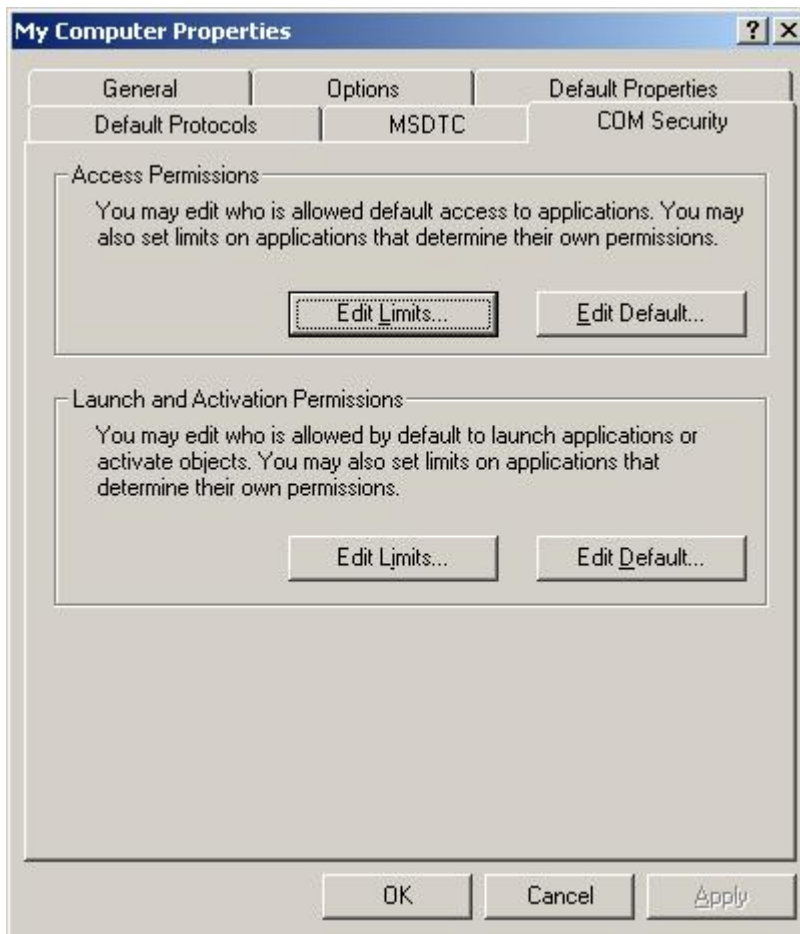 My Computer Properties
? X
General Options Default Properties
Default Protocols MSDTC COM Security
Access Permissions
You may edit who is allowed default access to applications. You may
also set limits on applications that determine their own permissions.
Edit Limits... Edit Default...
Launch and Activation Permissions
You may edit who is allowed by default to launch applications or
activate objects. You may also set limits on applications that
determine their own permissions.
Edit Limits... Edit Default...
OK Cancel Apply